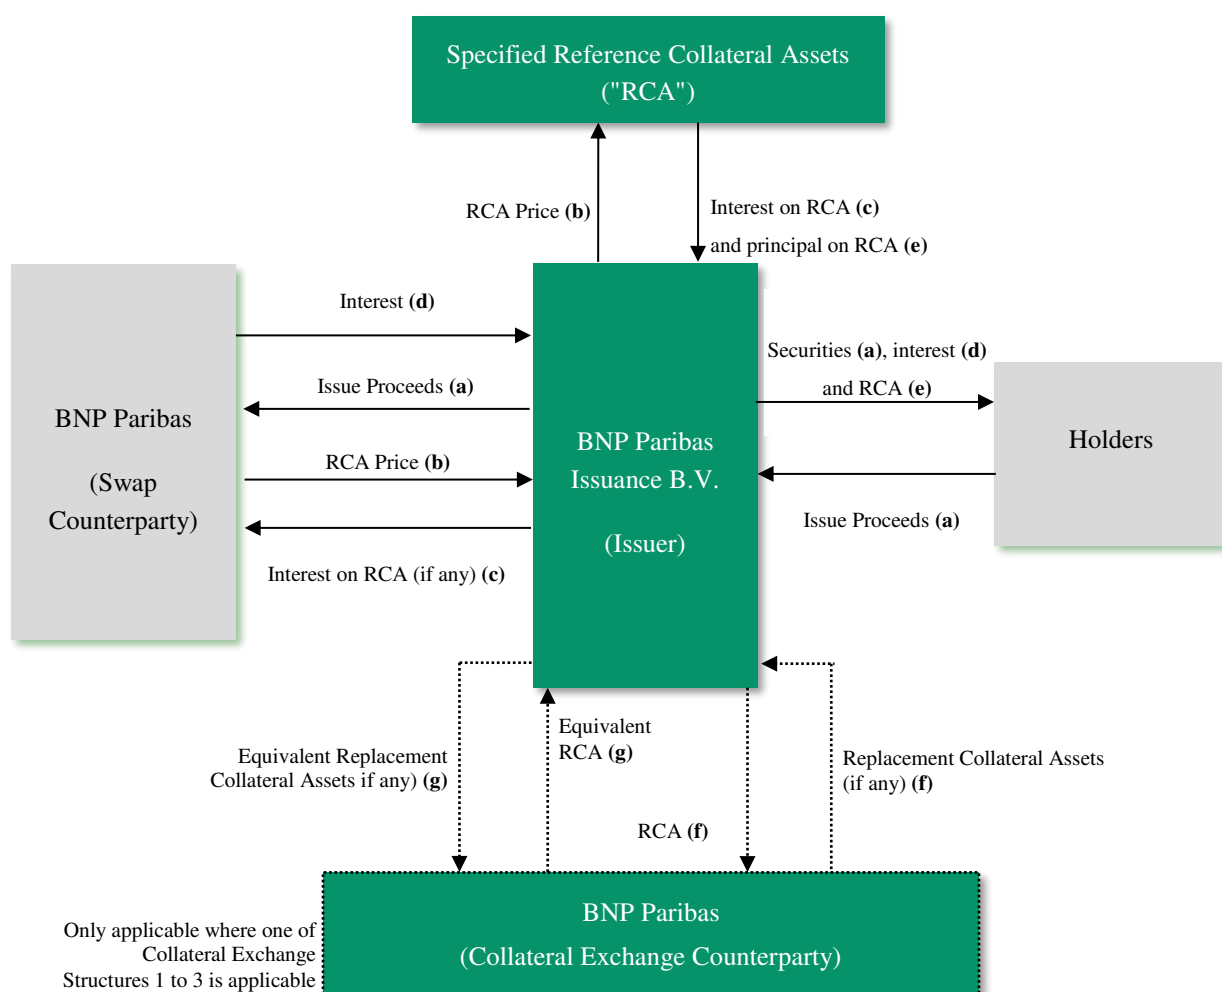 Specified Reference Collateral Assets
("RCA")
RCA Price (b)
Interest on RCA (c)
and principal on RCA (e)
Interest (d)
Issue Proceeds (a)
RCA Price (b)
Interest on RCA (if any) (c)
BNP Paribas
(Swap
Counterparty)
BNP Paribas
Issuance B.V.
(Issuer)
Securities (a), interest (d)
and RCA (e)
Issue Proceeds (a)
Holders
Equivalent Replacement
Collateral Assets if any) (g)
Equivalent
RCA (g)
RCA (f)
Replacement Collateral Assets
(if any) (f)
BNP Paribas
(Collateral Exchange Counterparty)
Only applicable where one of
Collateral Exchange
Structures 1 to 3 is applicable